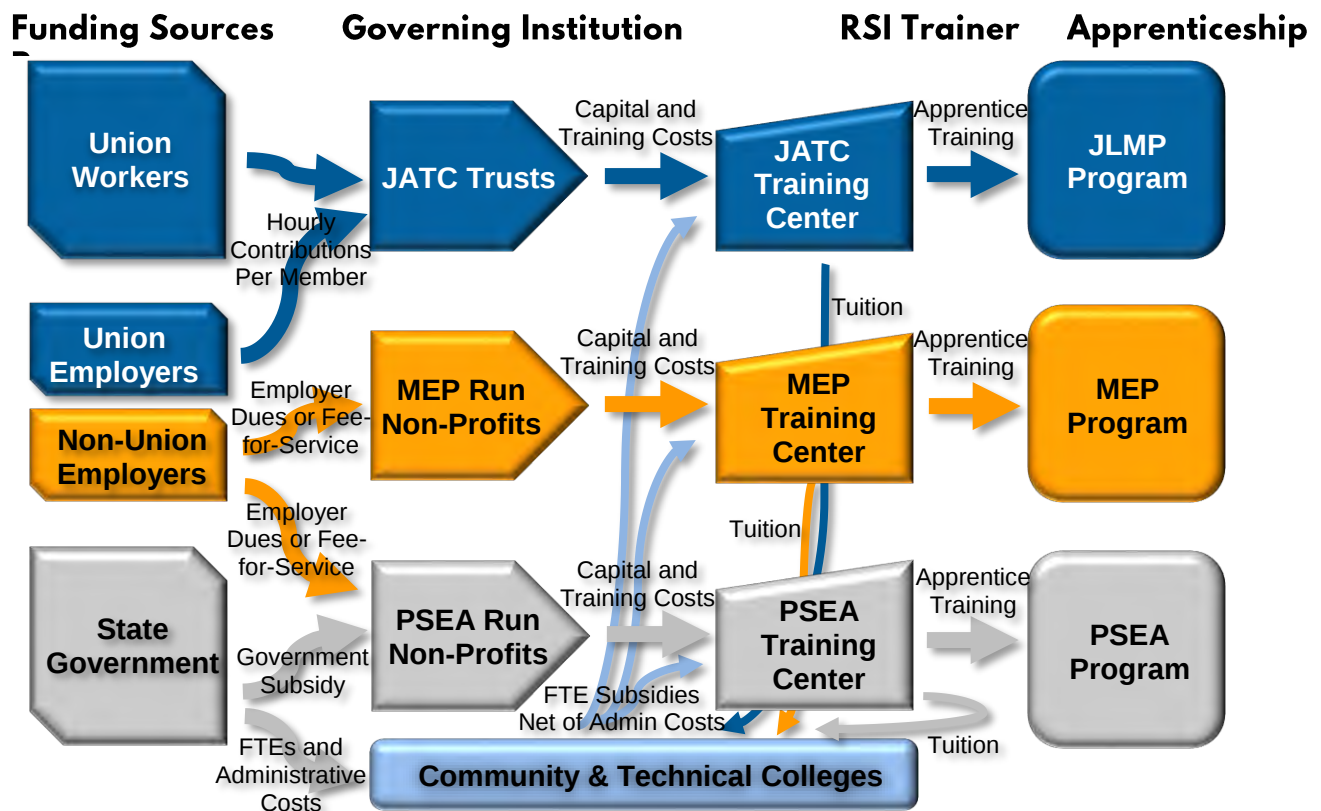 Funding Sources Governing Institution RSI Trainer Apprenticeship
Union
Workers
JATC Trusts
Capital and
Training Costs
JATC
Training
Center
Apprentice
Training
JLMP
Program
Hourly
Contributions
Per Member
Union
Employers
Tuition
Non-Union
Employers
Employer
Dues or Fee-
for-Service
MEP Run
Non-Profits
Capital and
Training Costs
MEP
Training
Center
Apprentice
Training
MEP
Program
Employer
Dues or Fee-
for-Service
Tuition
State
Government
Government
Subsidy
PSEA Run
Non-Profits
Capital and
Training Costs
PSEA
Training
Center
Apprentice
Training
PSEA
Program
FTE Subsidies
Net of Admin Costs
Tuition
FTEs and
Administrative
Costs
Community & Technical Colleges